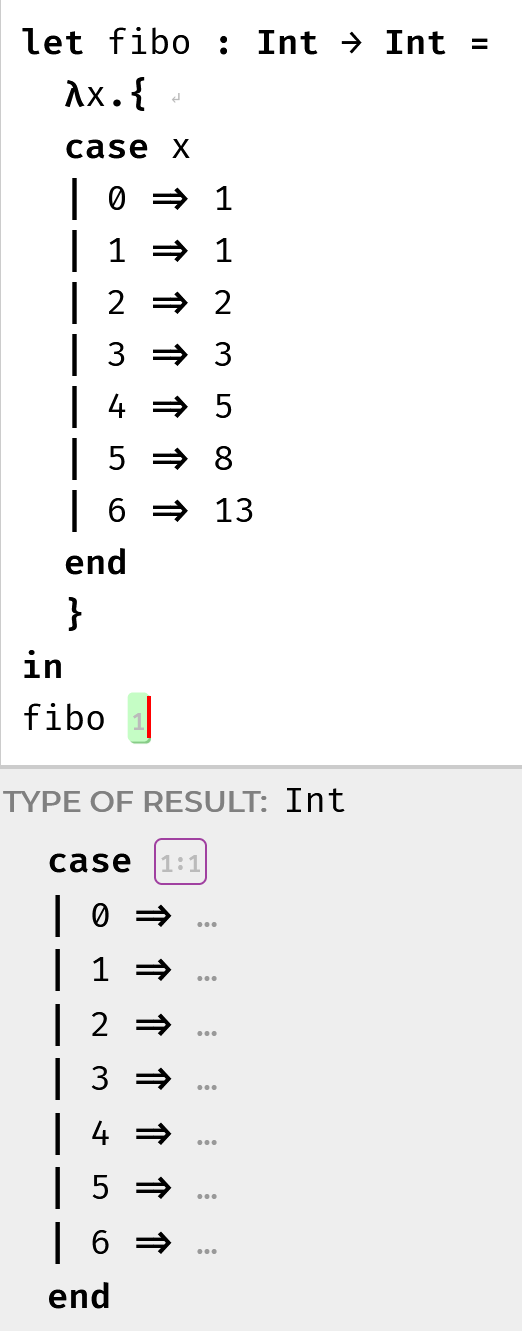 let fibo : Int → Int =
λx.{ ↵
case x
| 0 ⇒ 1
| 1 ⇒ 1
| 2 ⇒ 2
| 3 ⇒ 3
| 4 ⇒ 5
| 5 ⇒ 8
| 6 ⇒ 13
end
}
in
fibo 1
TYPE OF RESULT: Int
case 1:1
| 0 ⇒ …
| 1 ⇒ …
| 2 ⇒ …
| 3 ⇒ …
| 4 ⇒ …
| 5 ⇒ …
| 6 ⇒ …
end